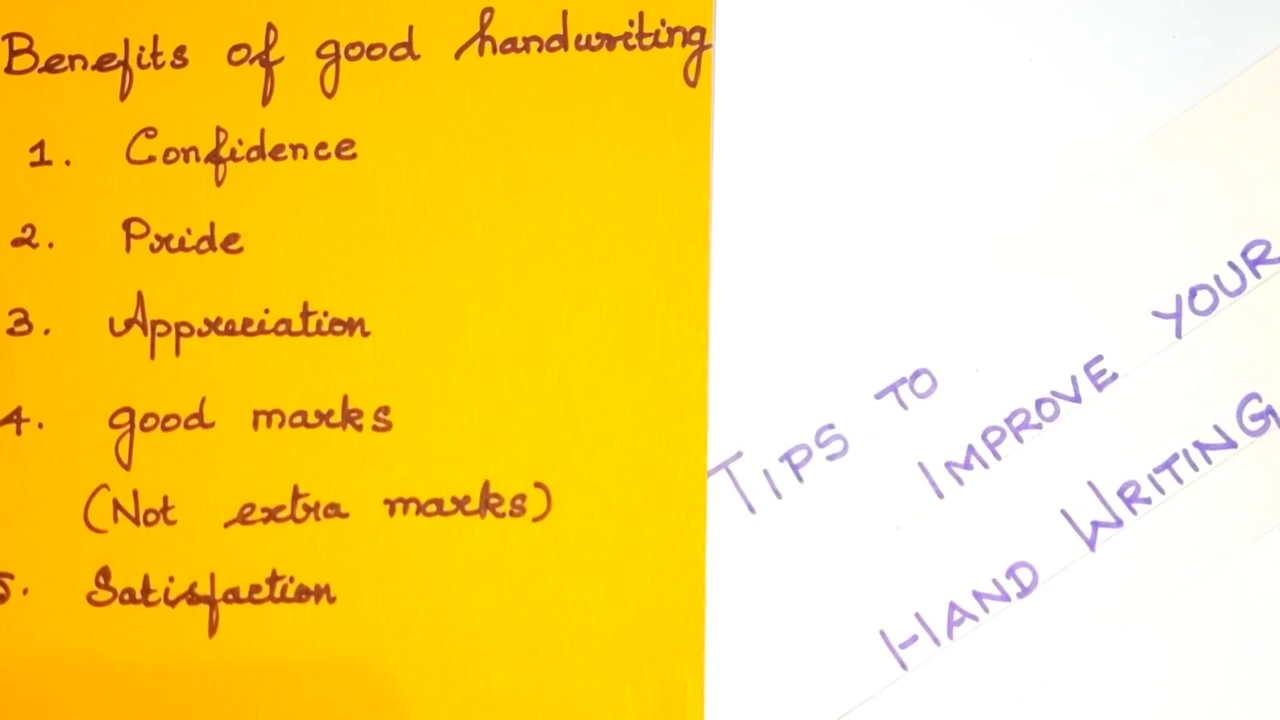 Benefits of good handwriting
1. Confidence
2. Pride
3. Appreciation
4. good marks
(Not extra marks)
5. Satisfaction
TIPS TO
IMPROVE YOUR
HAND WRITING